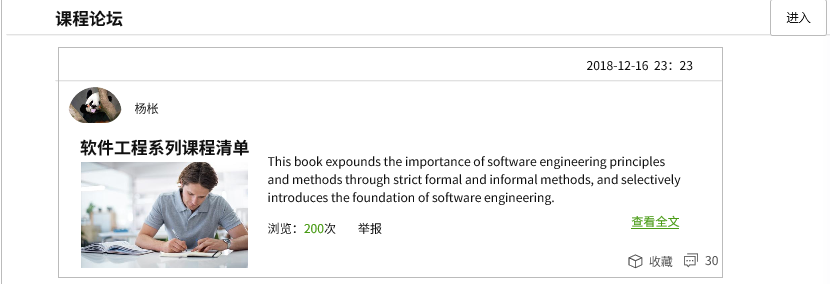 课程论坛
进入
2018-12-16 23：23
杨枨
软件工程系列课程清单
This book expounds the importance of software engineering principles
and methods through strict formal and informal methods, and selectively
introduces the foundation of software engineering.
浏览：200次 举报
查看全文
收藏 30